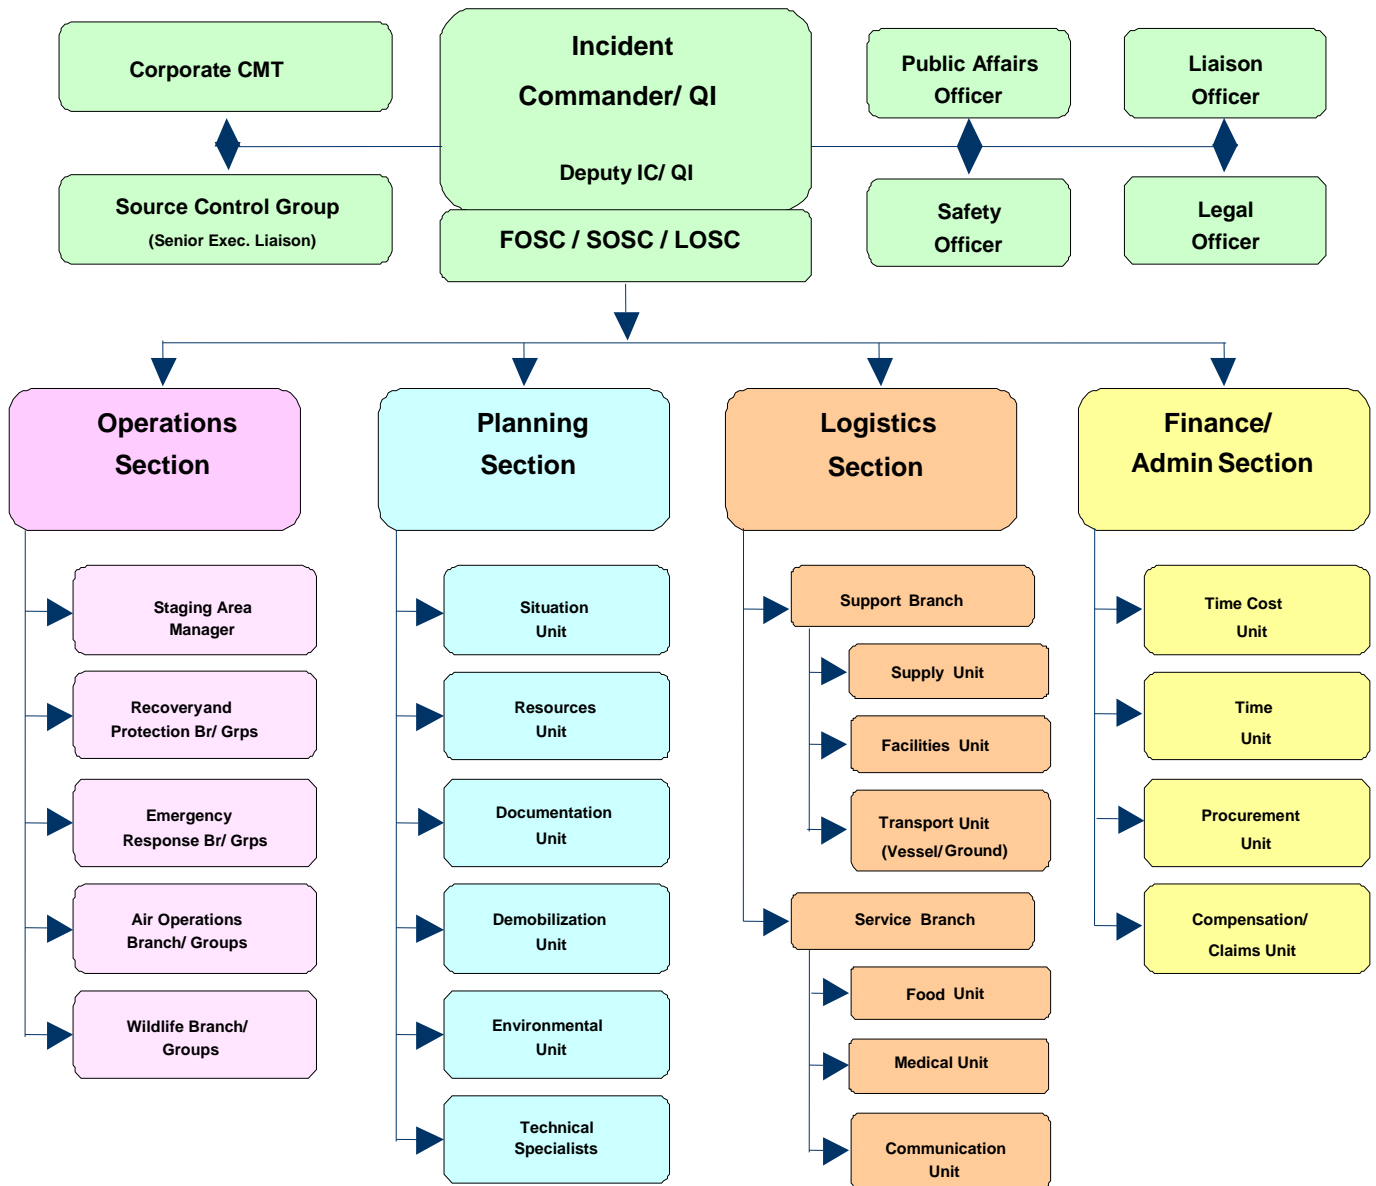 Corporate CMT
Incident
Commander/ QI
Deputy IC/ QI
Public Affairs
Officer
Liaison
Officer
Source Control Group
(Senior Exec. Liaison)
FOSC / SOSC / LOSC
Safety
Officer
Legal
Officer
Operations
Section
Planning
Section
Logistics
Section
Finance/
Admin Section
Staging Area
Manager
Recoveryand
Protection Br/ Grps
Emergency
Response Br/ Grps
Air Operations
Branch/ Groups
Wildlife Branch/
Groups
Situation
Unit
Resources
Unit
Documentation
Unit
Demobilization
Unit
Environmental
Unit
Technical
Specialists
Support Branch
Supply Unit
Facilities Unit
Transport Unit
(Vessel/Ground)
Service Branch
Food Unit
Medical Unit
Communication
Unit
Time Cost
Unit
Time
Unit
Procurement
Unit
Compensation/
Claims Unit